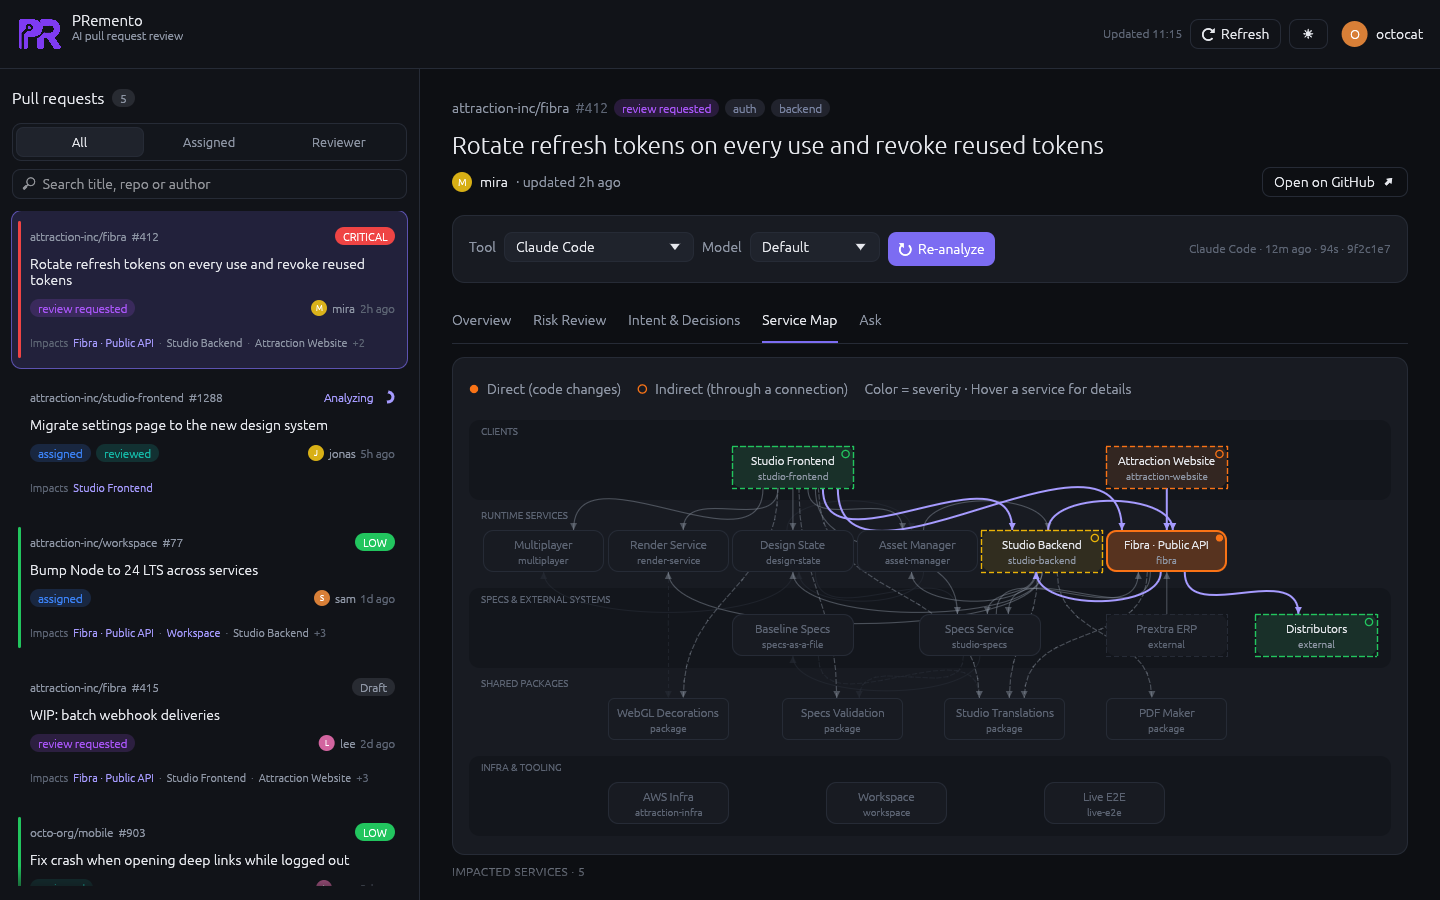 PR
PRemento
AI pull request review
Updated 11:15
Refresh
O
octocat
Pull requests 5
All
Assigned
Reviewer
Search title, repo or author
attraction-inc/fibra #412
CRITICAL
Rotate refresh tokens on every use and revoke reused
tokens
review requested
M mira 2h ago
Impacts Fibra · Public API · Studio Backend · Attraction Website +2
attraction-inc/studio-frontend #1288
Analyzing
Migrate settings page to the new design system
assigned reviewed
J jonas 5h ago
Impacts Studio Frontend
attraction-inc/workspace #77
LOW
Bump Node to 24 LTS across services
assigned
S sam 1d ago
Impacts Fibra · Public API · Workspace · Studio Backend +3
attraction-inc/fibra #415
Draft
WIP: batch webhook deliveries
review requested
L lee 2d ago
Impacts Fibra · Public API · Studio Frontend · Attraction Website +3
octo-org/mobile #903
LOW
Fix crash when opening deep links while logged out
attraction-inc/fibra #412 review requested auth backend
Rotate refresh tokens on every use and revoke reused tokens
M mira · updated 2h ago
Open on GitHub
Tool Claude Code
Model Default
Re-analyze
Claude Code · 12m ago · 94s · 9f2c1e7
Overview
Risk Review
Intent & Decisions
Service Map
Ask
Direct (code changes)
Indirect (through a connection)
Color = severity · Hover a service for details
CLIENTS
Studio Frontend
studio-frontend
Attraction Website
attraction-website
RUNTIME SERVICES
Multiplayer
multiplayer
Render Service
render-service
Design State
design-state
Asset Manager
asset-manager
Studio Backend
studio-backend
Fibra · Public API
fibra
SPECS & EXTERNAL SYSTEMS
Baseline Specs
specs-as-a-file
Specs Service
studio-specs
Prextra ERP
external
Distributors
external
SHARED PACKAGES
WebGL Decorations
package
Specs Validation
package
Studio Translations
package
PDF Maker
package
INFRA & TOOLING
AWS Infra
attraction-infra
Workspace
workspace
Live E2E
live-e2e
IMPACTED SERVICES · 5